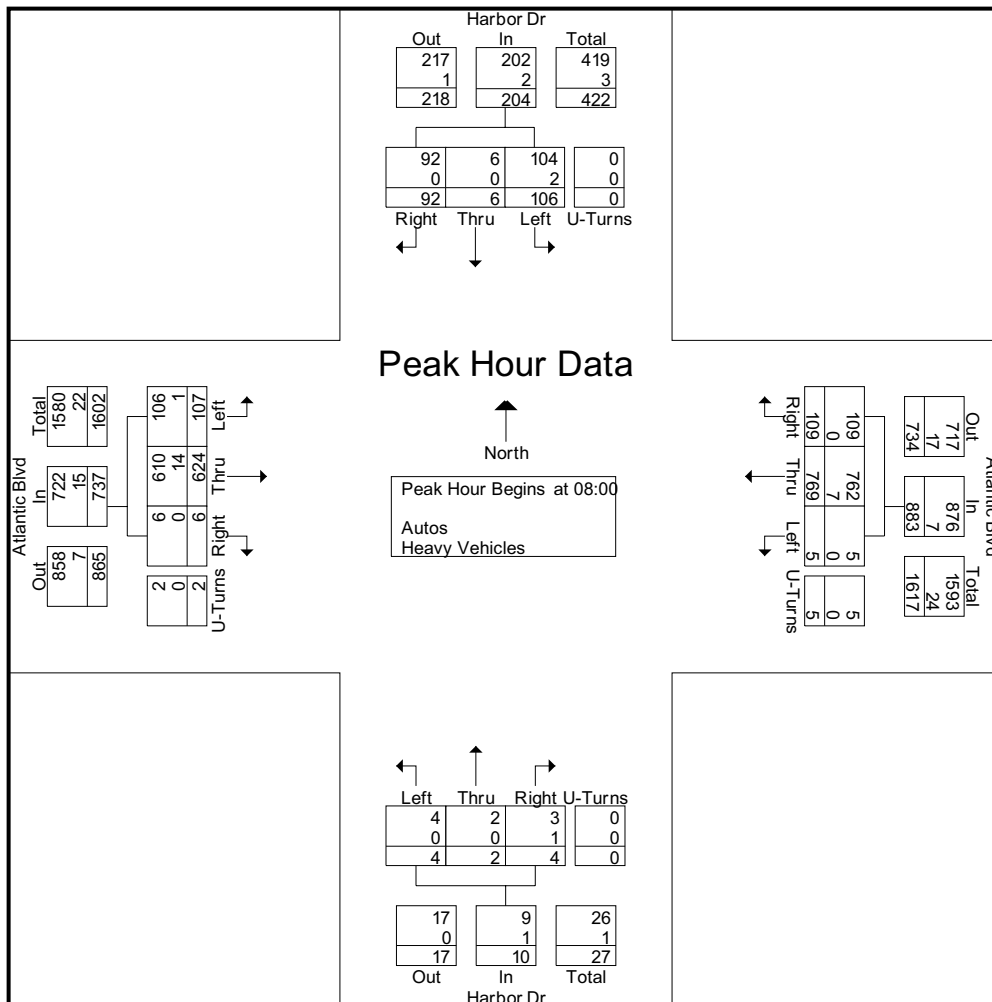 Harbor Dr
Out In Total
217 202 419
1 2 3
218 204 422
92 6 104 0
0 0 2 0
92 6 106 0
Right Thru Left U-Turns
Peak Hour Data
North
Peak Hour Begins at 08:00
Autos
Heavy Vehicles
Atlantic Blvd
Out In Total
858 722 1580
7 15 22
865 737 1602
U-Turns Right Thru Left
2 6 610 106
0 0 14 1
2 6 624 107
Atlantic Blvd
Out In Total
717 876 1593
17 7 24
734 883 1617
109 762 5 5
0 7 0 0
109 769 5 5
Right Thru Left U-Turns
Left Thru Right U-Turns
4 2 3 0
0 0 1 0
4 2 4 0
17 9 26
0 1 1
17 10 27
Out In Total
Harbor Dr